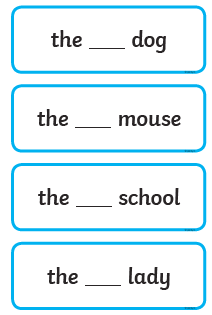 the ___ dog
the ___ mouse
the ___ school
the ___ lady